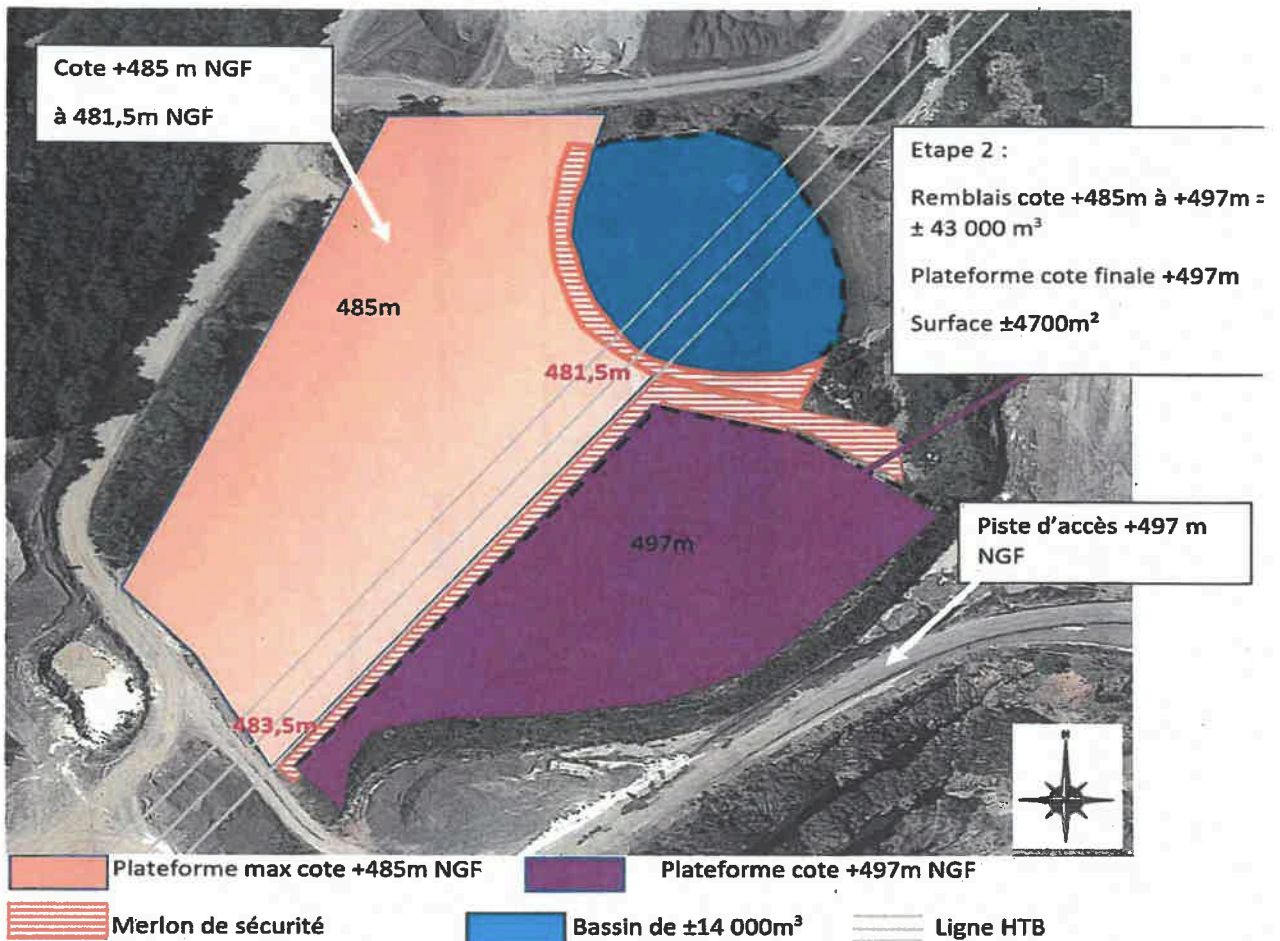 Cote +485 m NGF
à 481,5m NGF
Etape 2 :
Remblais cote +485m à +497m =
± 43 000 m³
Plateforme cote finale +497m
Surface ±4700m²
485m
481,5m
497m
Piste d'accès +497 m
NGF
483,5m
N
Plateforme max cote +485m NGF
Plateforme cote +497m NGF
Merlon de sécurité
Bassin de ±14 000m³
Ligne HTB